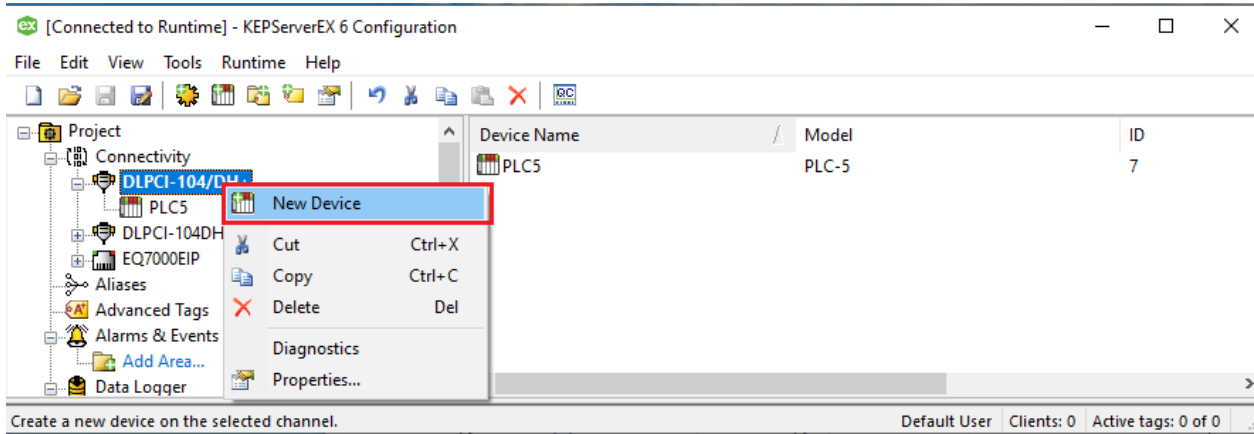 [Connected to Runtime] - KEPServerEX 6 Configuration
File Edit View Tools Runtime Help
Project
Connectivity
DLPCI-104/DH+
PLC5
DLPCI-104DH
EQ7000EIP
Aliases
Advanced Tags
Alarms & Events
Add Area...
Data Logger
New Device
Cut Ctrl+X
Copy Ctrl+C
Delete Del
Diagnostics
Properties...
Device Name Model ID
PLC5 PLC-5 7
Create a new device on the selected channel. Default User Clients: 0 Active tags: 0 of 0